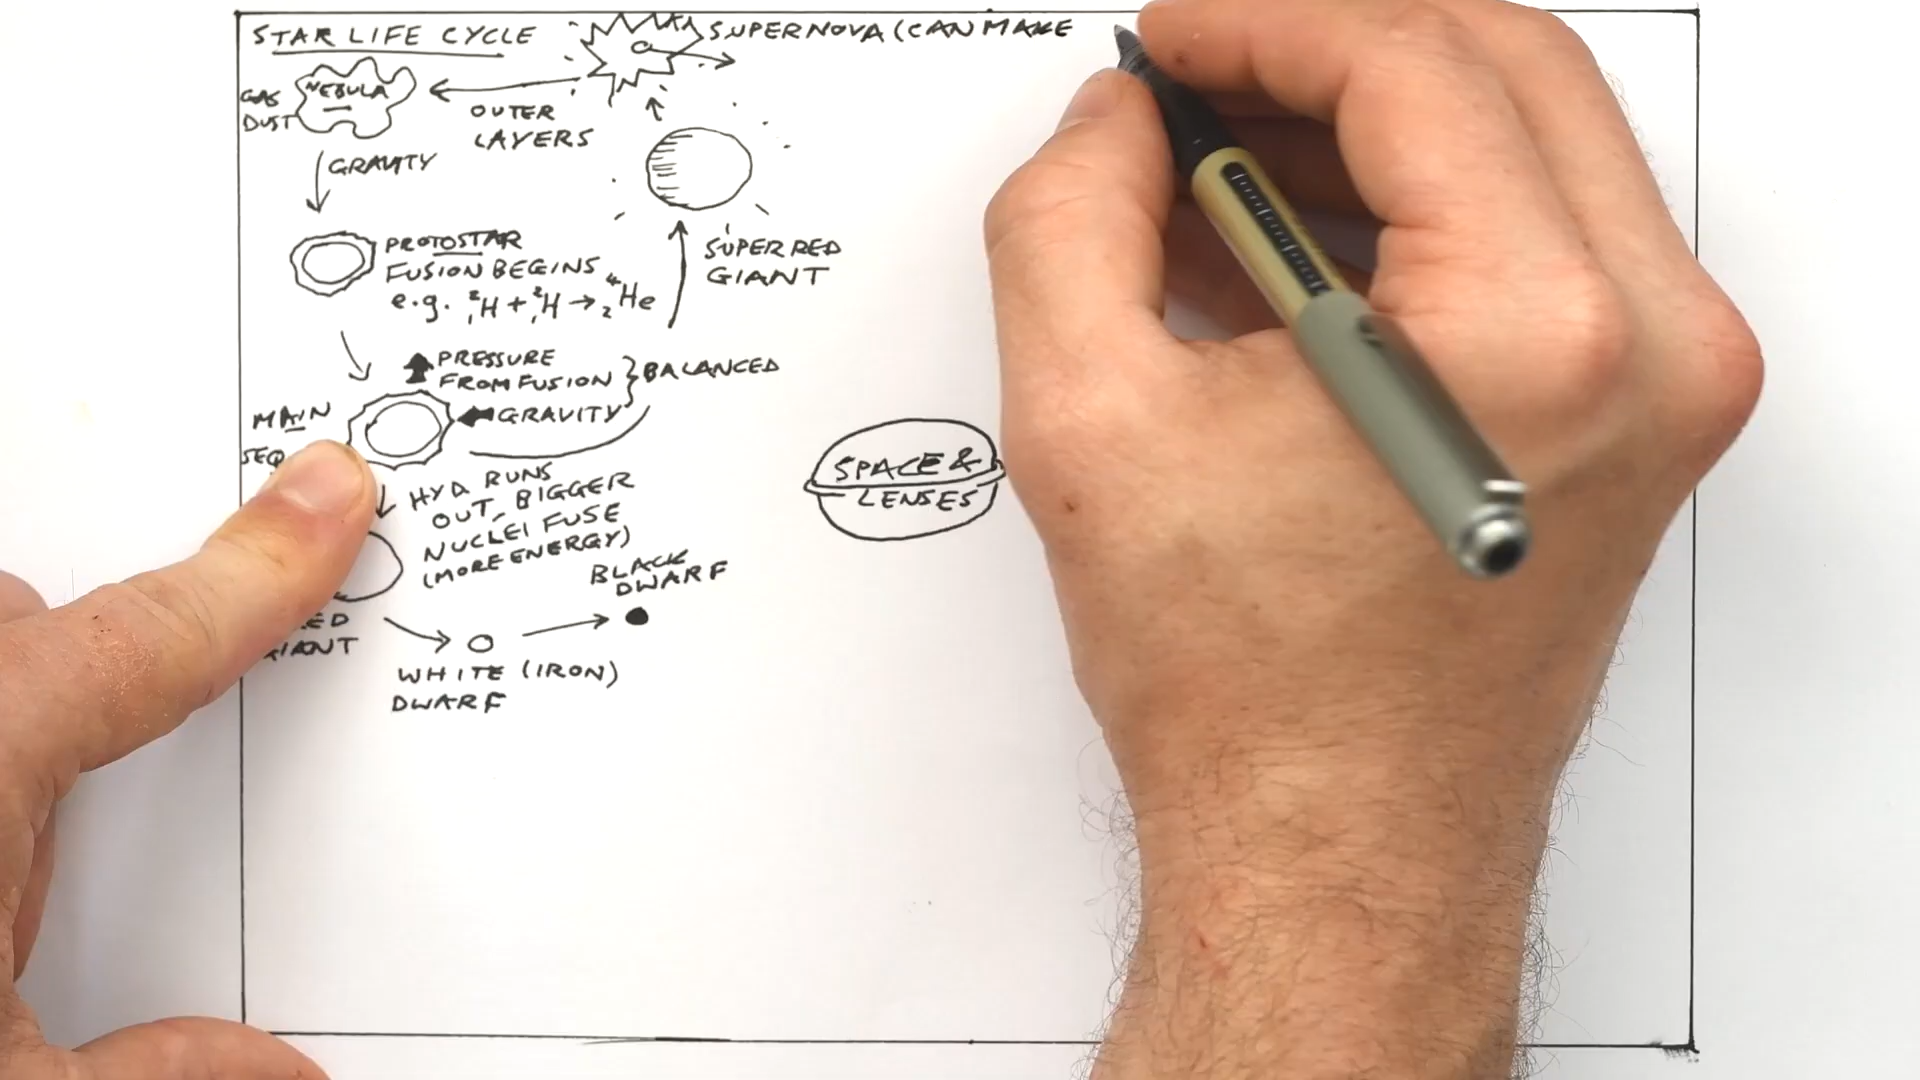 STAR LIFE CYCLE
SUPERNOVA (CAN MAKE
GAS
DUST
NEBULA
OUTER
LAYERS
GRAVITY
PROTOSTAR
FUSION BEGINS
e.g. ²₁H + ²₁H → ⁴₂He
SUPER RED
GIANT
PRESSURE
FROM FUSION
GRAVITY
BALANCED
MAIN
SEQ
HYD RUNS
OUT, BIGGER
NUCLEI FUSE
(MORE ENERGY)
SPACE &
LENSES
BLACK
DWARF
WHITE (IRON)
DWARF